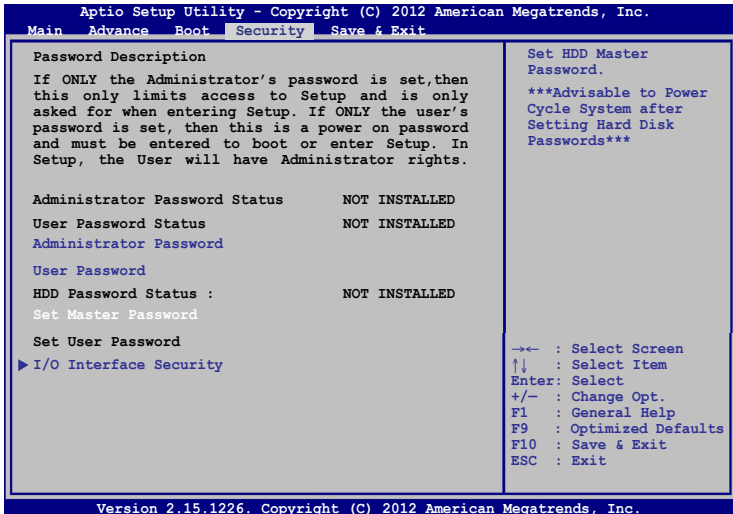 Aptio Setup Utility - Copyright (C) 2012 American Megatrends, Inc.
Main Advance Boot Security Save & Exit
Password Description
If ONLY the Administrator's password is set,then
this only limits access to Setup and is only
asked for when entering Setup. If ONLY the user's
password is set, then this is a power on password
and must be entered to boot or enter Setup. In
Setup, the User will have Administrator rights.
Administrator Password Status NOT INSTALLED
User Password Status NOT INSTALLED
Administrator Password
User Password
HDD Password Status : NOT INSTALLED
Set Master Password
Set User Password
I/O Interface Security
Set HDD Master
Password.
***Advisable to Power
Cycle System after
Setting Hard Disk
Passwords***
→← : Select Screen
↑↓ : Select Item
Enter: Select
+/— : Change Opt.
F1 : General Help
F9 : Optimized Defaults
F10 : Save & Exit
ESC : Exit
Version 2.15.1226. Copyright (C) 2012 American Megatrends, Inc.